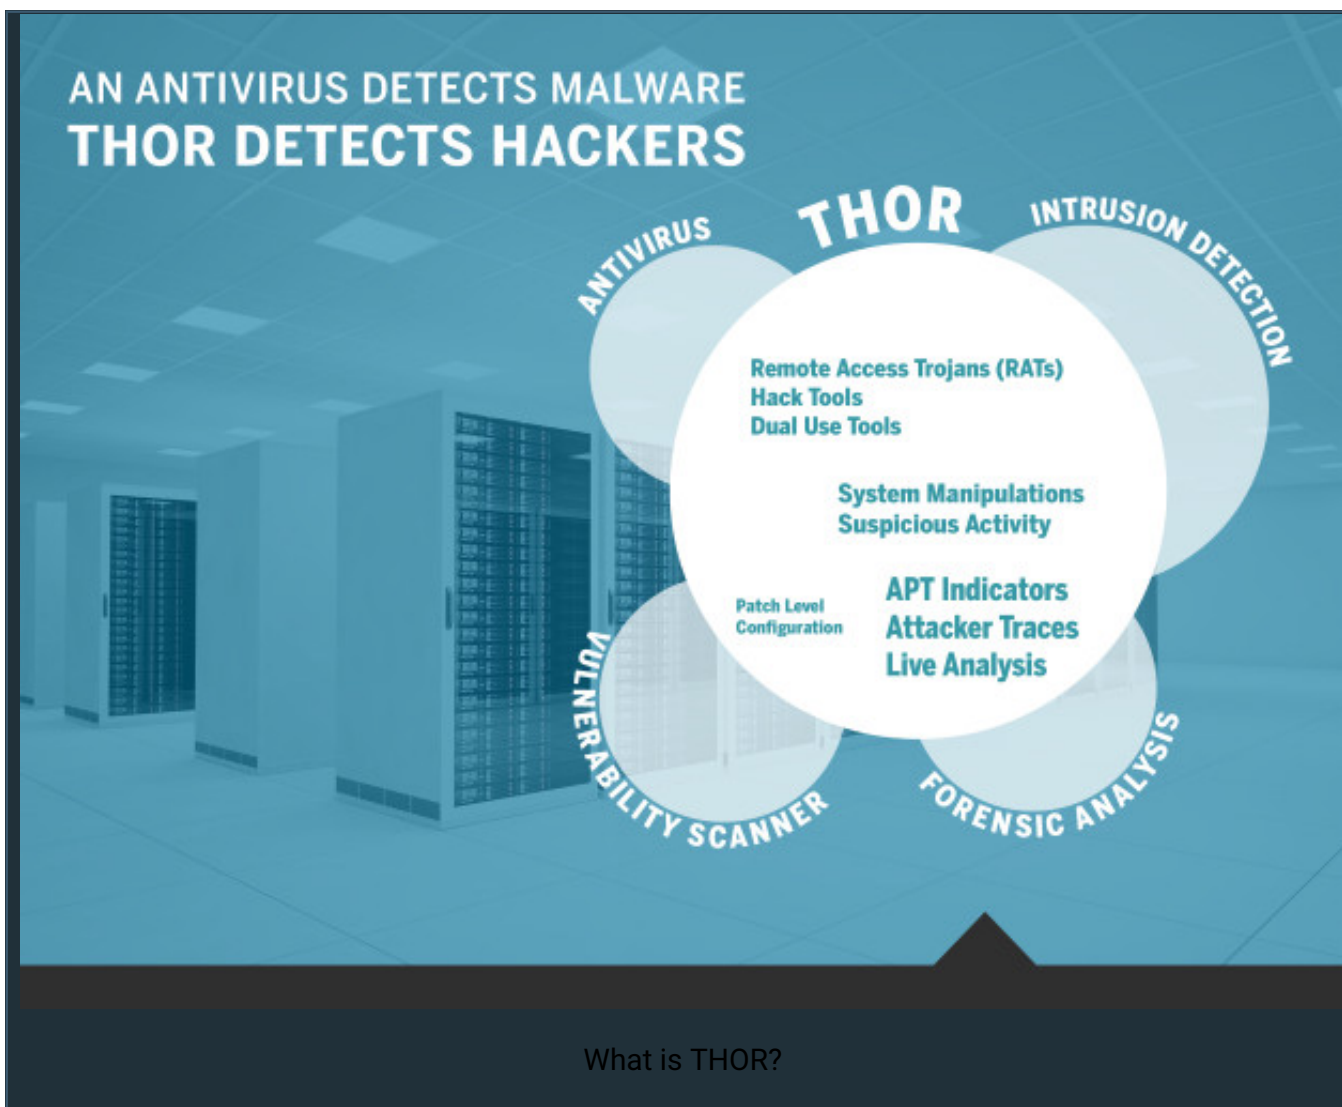 AN ANTIVIRUS DETECTS MALWARE
THOR DETECTS HACKERS
ANTIVIRUS
THOR
INTRUSION DETECTION
Remote Access Trojans (RATs)
Hack Tools
Dual Use Tools
System Manipulations
Suspicious Activity
Patch Level
Configuration
APT Indicators
Attacker Traces
Live Analysis
VULNERABILITY SCANNER
FORENSIC ANALYSIS
What is THOR?